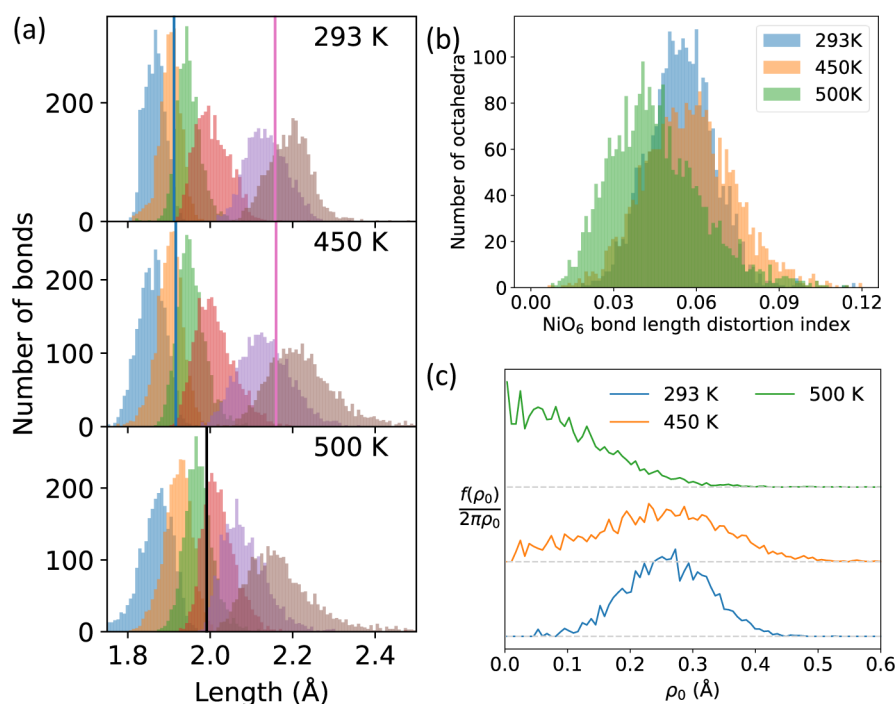 (a)
293 K
450 K
500 K
200
0
200
100
0
200
100
0
1.8 2.0 2.2 2.4
Number of bonds
Length (Å)
(b)
293K
450K
500K
100
80
60
40
20
0
0.00 0.03 0.06 0.09 0.12
Number of octahedra
NiO₆ bond length distortion index
(c)
293 K 500 K
450 K
f(ρ₀)
2πρ₀
0.0 0.1 0.2 0.3 0.4 0.5 0.6
ρ₀ (Å)